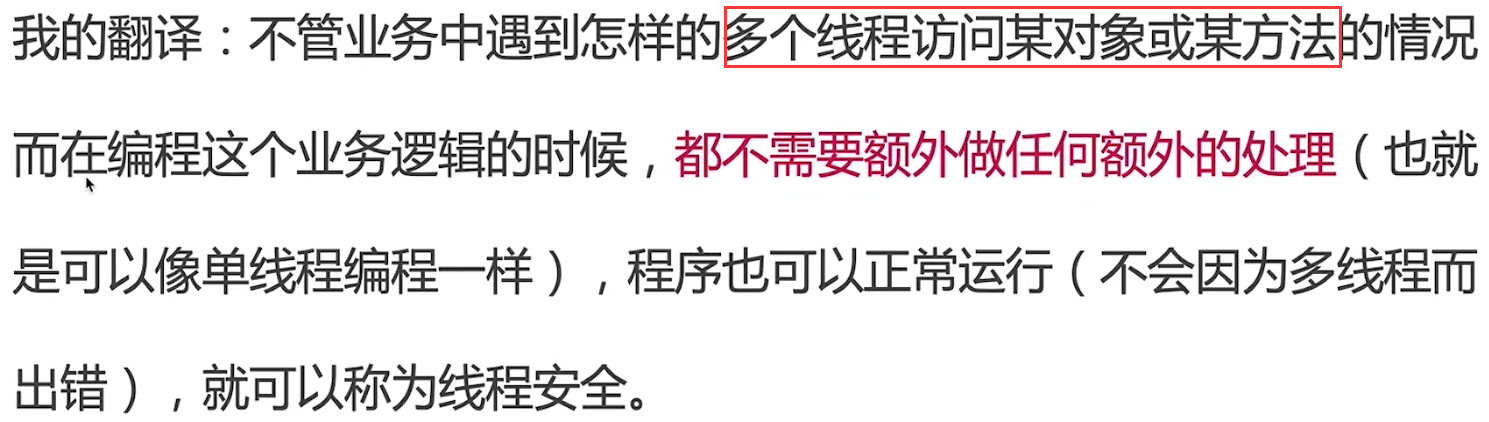 我的翻译：不管业务中遇到怎样的多个线程访问某对象或某方法的情况
而在编程这个业务逻辑的时候，都不需要额外做任何额外的处理（也就
是可以像单线程编程一样），程序也可以正常运行（不会因为多线程而
出错），就可以称为线程安全。